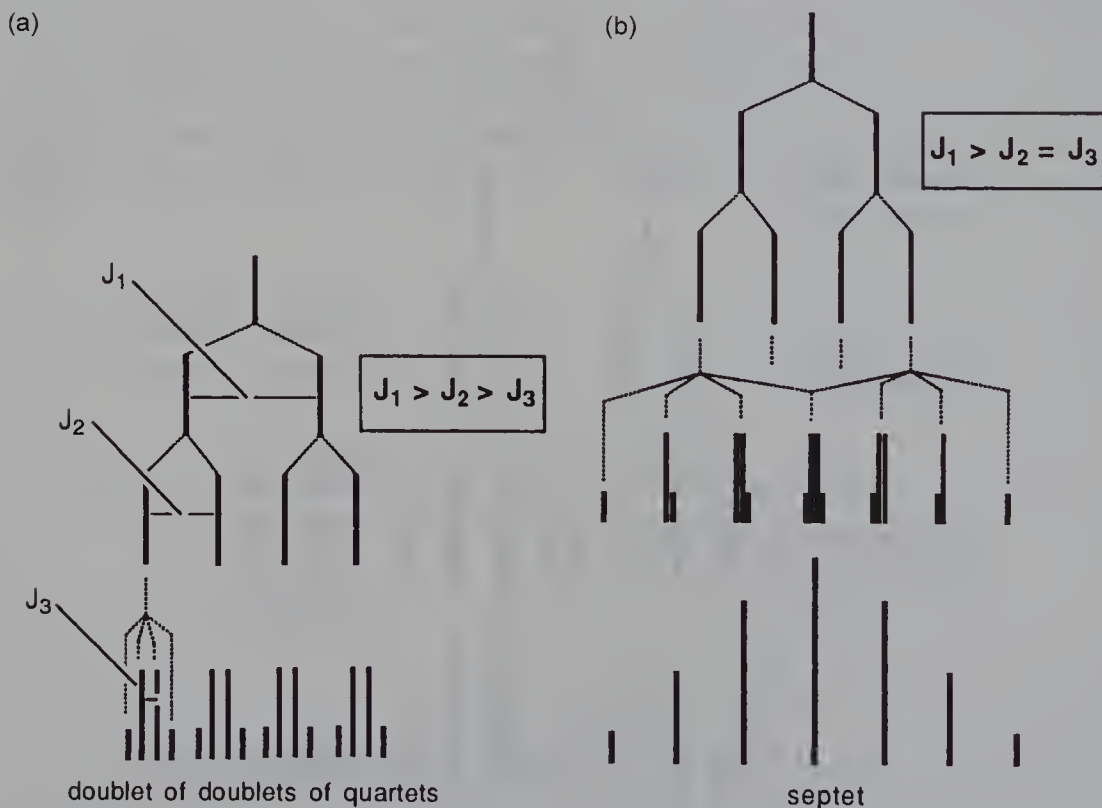 (a)
J₁
J₂
J₁ > J₂ > J₃
J₃
doublet of doublets of quartets
(b)
J₁ > J₂ = J₃
septet